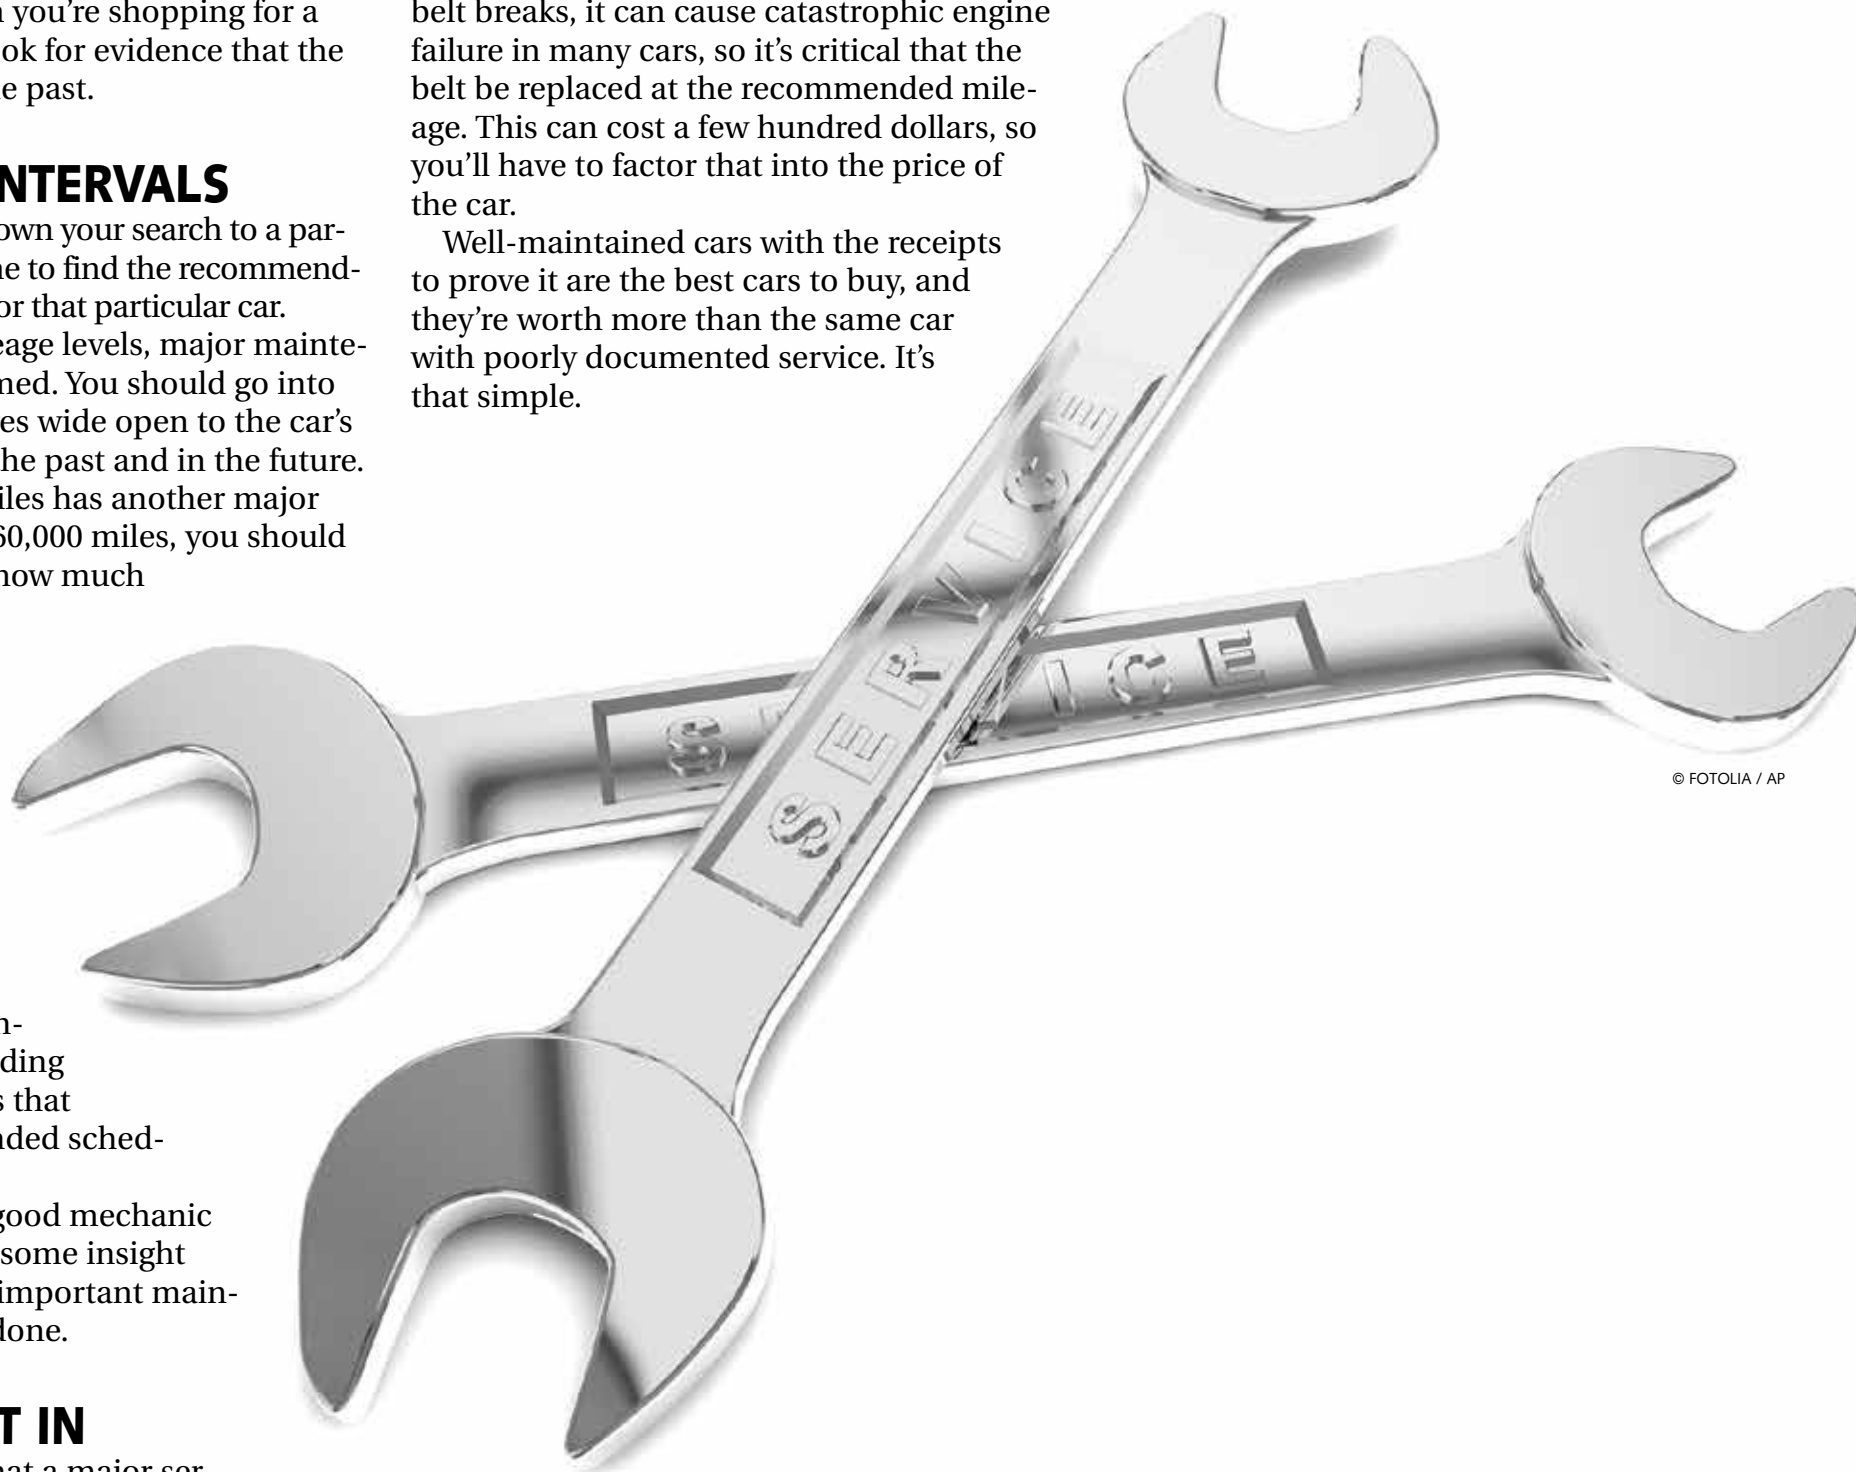 you're shopping for a
ok for evidence that the
e past.
NTERVALS
own your search to a par-
e to find the recommend-
or that particular car.
eage levels, major mainte-
med. You should go into
es wide open to the car's
he past and in the future.
iles has another major
60,000 miles, you should
how much
n-
ding
s that
nded sched-
good mechanic
some insight
important main-
done.
T IN
hat a major ser
belt breaks, it can cause catastrophic engine
failure in many cars, so it's critical that the
belt be replaced at the recommended mile-
age. This can cost a few hundred dollars, so
you'll have to factor that into the price of
the car.
Well-maintained cars with the receipts
to prove it are the best cars to buy, and
they're worth more than the same car
with poorly documented service. It's
that simple.
SERVICE
S ICE
© FOTOLIA / AP